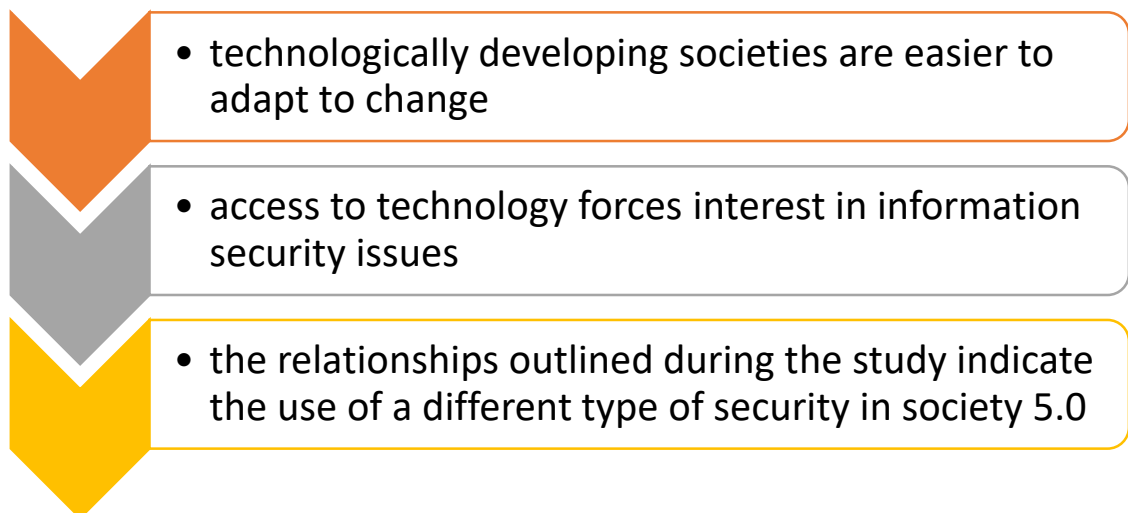 • technologically developing societies are easier to
adapt to change
• access to technology forces interest in information
security issues
• the relationships outlined during the study indicate
the use of a different type of security in society 5.0